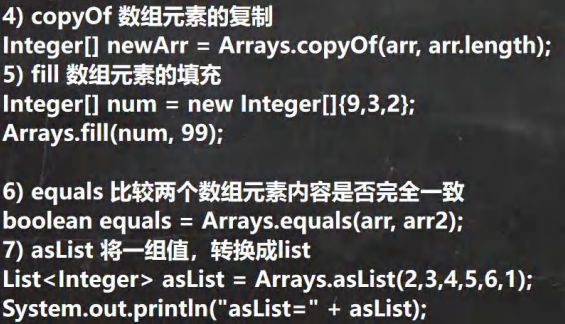 4) copyOf 数组元素的复制
Integer[] newArr = Arrays.copyOf(arr, arr.length);
5) fill 数组元素的填充
Integer[] num = new Integer[]{9,3,2};
Arrays.fill(num, 99);
6) equals 比较两个数组元素内容是否完全一致
boolean equals = Arrays.equals(arr, arr2);
7) asList 将一组值，转换成list
List<Integer> asList = Arrays.asList(2,3,4,5,6,1);
System.out.println("asList=" + asList);